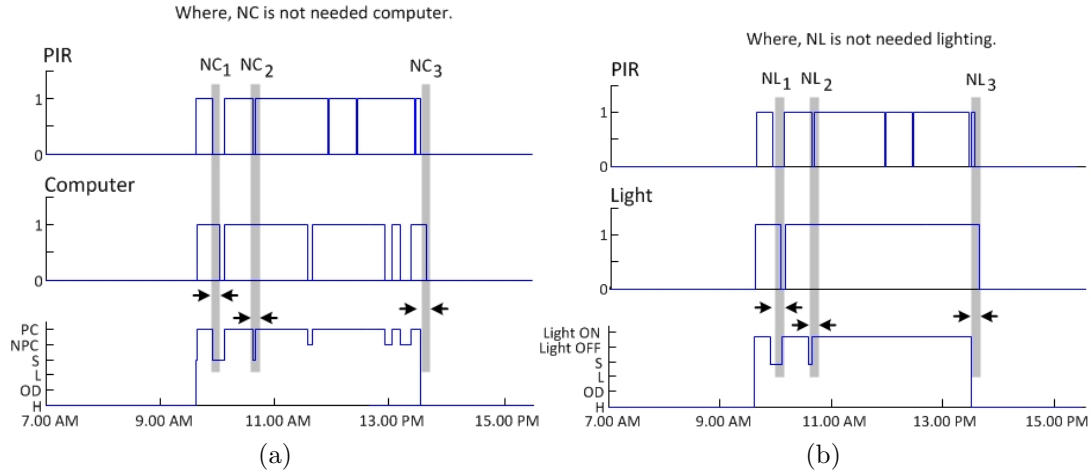 Where, NC is not needed computer.
PIR
NC1
NC2
NC3
1
0
Computer
1
0
PC
NPC
S
L
OD
H
7.00 AM
9.00 AM
11.00 AM
13.00 PM
15.00 PM
(a)
Where, NL is not needed lighting.
PIR
NL1
NL2
NL3
1
0
Light
1
0
Light ON
Light OFF
S
L
OD
H
7.00 AM
9.00 AM
11.00 AM
13.00 PM
15.00 PM
(b)